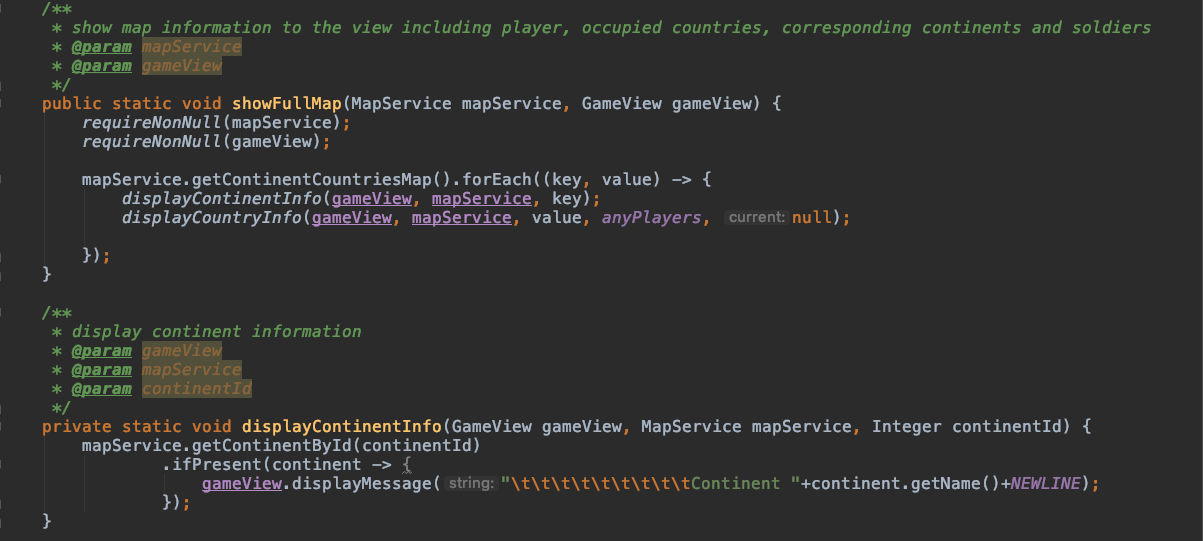 /**
 * show map information to the view including player, occupied countries, corresponding continents and soldiers
 * @param mapService
 * @param gameView
 */
public static void showFullMap(MapService mapService, GameView gameView) {
    requireNonNull(mapService);
    requireNonNull(gameView);

    mapService.getContinentCountriesMap().forEach((key, value) -> {
        displayContinentInfo(gameView, mapService, key);
        displayCountryInfo(gameView, mapService, value, anyPlayers, current: null);

    });
}

/**
 * display continent information
 * @param gameView
 * @param mapService
 * @param continentId
 */
private static void displayContinentInfo(GameView gameView, MapService mapService, Integer continentId) {
    mapService.getContinentById(continentId)
            .ifPresent(continent -> {
                gameView.displayMessage( string: "\t\t\t\t\t\t\t\t\tContinent "+continent.getName()+NEWLINE);
            });
}